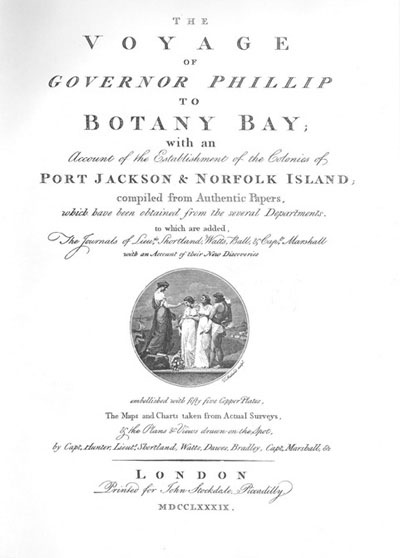 THE
VOYAGE
OF
GOVERNOR PHILLIP
TO
BOTANY BAY;
with an
Account of the Establishment of the Colonies of
PORT JACKSON & NORFOLK ISLAND;
compiled from Authentic Papers,
which have been obtained from the several Departments.
to which are added,
The Journals of Lieuts. Shortland, Watts, Ball, & Capt. Marshall
with an Account of their New Discoveries
embellished with fifty five Copper Plates,
The Maps and Charts taken from Actual Surveys,
& the Plans & Views drawn on the Spot,
by Capt. Hunter, Lieuts. Shortland, Watts, Dawes, Bradley, Capt. Marshall, &c
LONDON
Printed for John Stockdale, Piccadilly
MDCCLXXXIX.